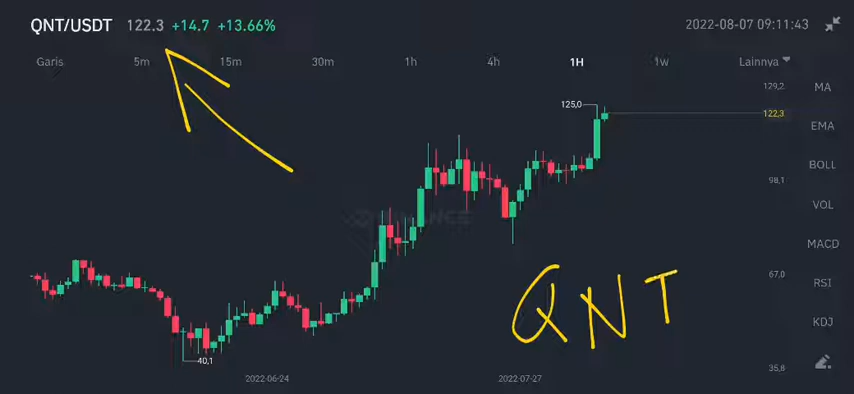 QNT/USDT 122.3 +14.7 +13.66% 2022-08-07 09:11:43
Garis 5m 15m 30m 1h 4h 1H 1w Lainnya
129,2 MA
125,0
122,3
EMA
BOLL
98,1
VOL
BINANCE
MACD
67,0
RSI
QNT
KDJ
40,1
35,8
2022-06-24 2022-07-27